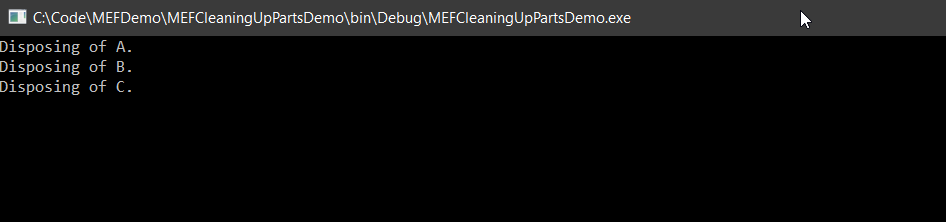 C:\Code\MEFDemo\MEFCleaningUpPartsDemo\bin\Debug\MEFCleaningUpPartsDemo.exe
Disposing of A.
Disposing of B.
Disposing of C.